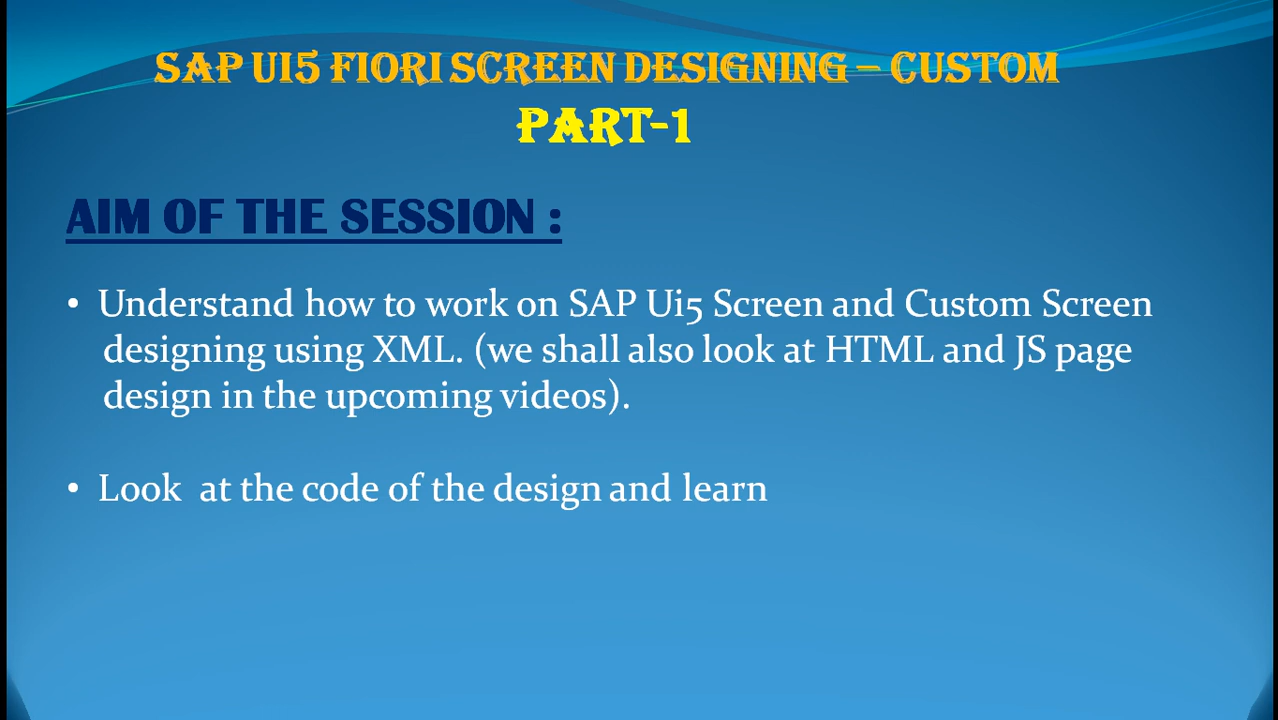 SAP UI5 FIORI SCREEN DESIGNING – CUSTOM
PART-1
AIM OF THE SESSION :
• Understand how to work on SAP Ui5 Screen and Custom Screen
designing using XML. (we shall also look at HTML and JS page
design in the upcoming videos).
• Look at the code of the design and learn